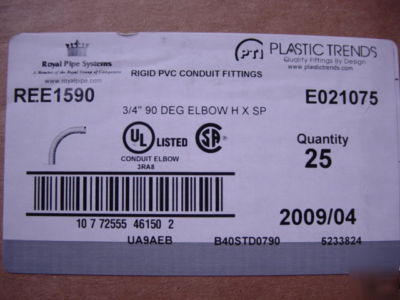 Royal Pipe Systems
A Member of the Royal Group of Companies
www.royalpipe.com
PTI PLASTIC TRENDS
Quality Fittings By Design
www.plastictrends.com
RIGID PVC CONDUIT FITTINGS
REE1590
E021075
3/4" 90 DEG ELBOW H X SP
UL LISTED
SA
CONDUIT ELBOW
3RA8
Quantity
25
10 7 72555 46150 2
2009/04
UA9AEB
B40STD0790
5233824